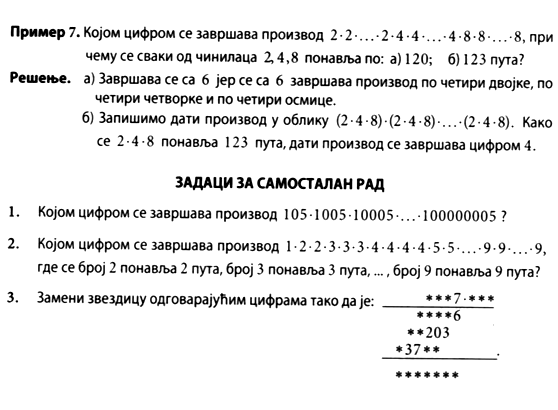 Пример 7. Којом цифром се завршава производ 2·2·...·2·4·4·...·4·8·8·...·8, при
чему се сваки од чинилаца 2,4,8 понавља по: а) 120; б) 123 пута?
Решење. а) Завршава се са 6 јер се са 6 завршава производ по четири двојке, по
четири четворке и по четири осмице.
б) Запишимо дати производ у облику (2·4·8)·(2·4·8)·...·(2·4·8). Како
се 2·4·8 понавља 123 пута, дати производ се завршава цифром 4.
ЗАДАЦИ ЗА САМОСТАЛАН РАД
1. Којом цифром се завршава производ 105·1005·10005·...·100000005 ?
2. Којом цифром се завршава производ 1·2·2·3·3·3·4·4·4·4·5·5·...·9·9·...·9,
где се број 2 понавља 2 пута, број 3 понавља 3 пута, ... , број 9 понавља 9 пута?
3. Замени звездицу одговарајућим цифрама тако да је: ***7·***
****6
**203
*37**
*******